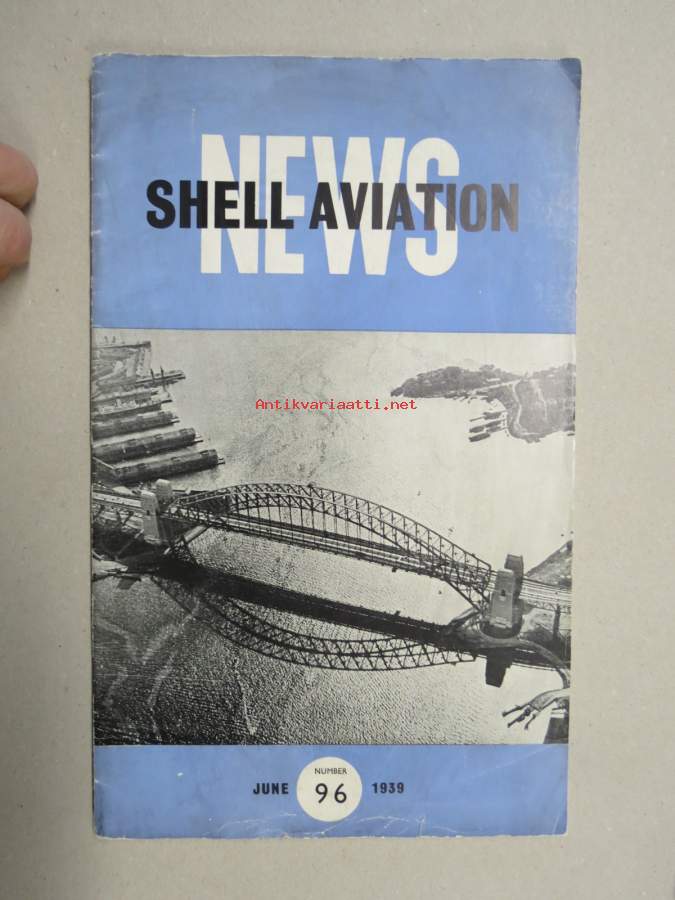 NEWS
SHELL AVIATION
Antikvariaatti.net
JUNE NUMBER 96 1939